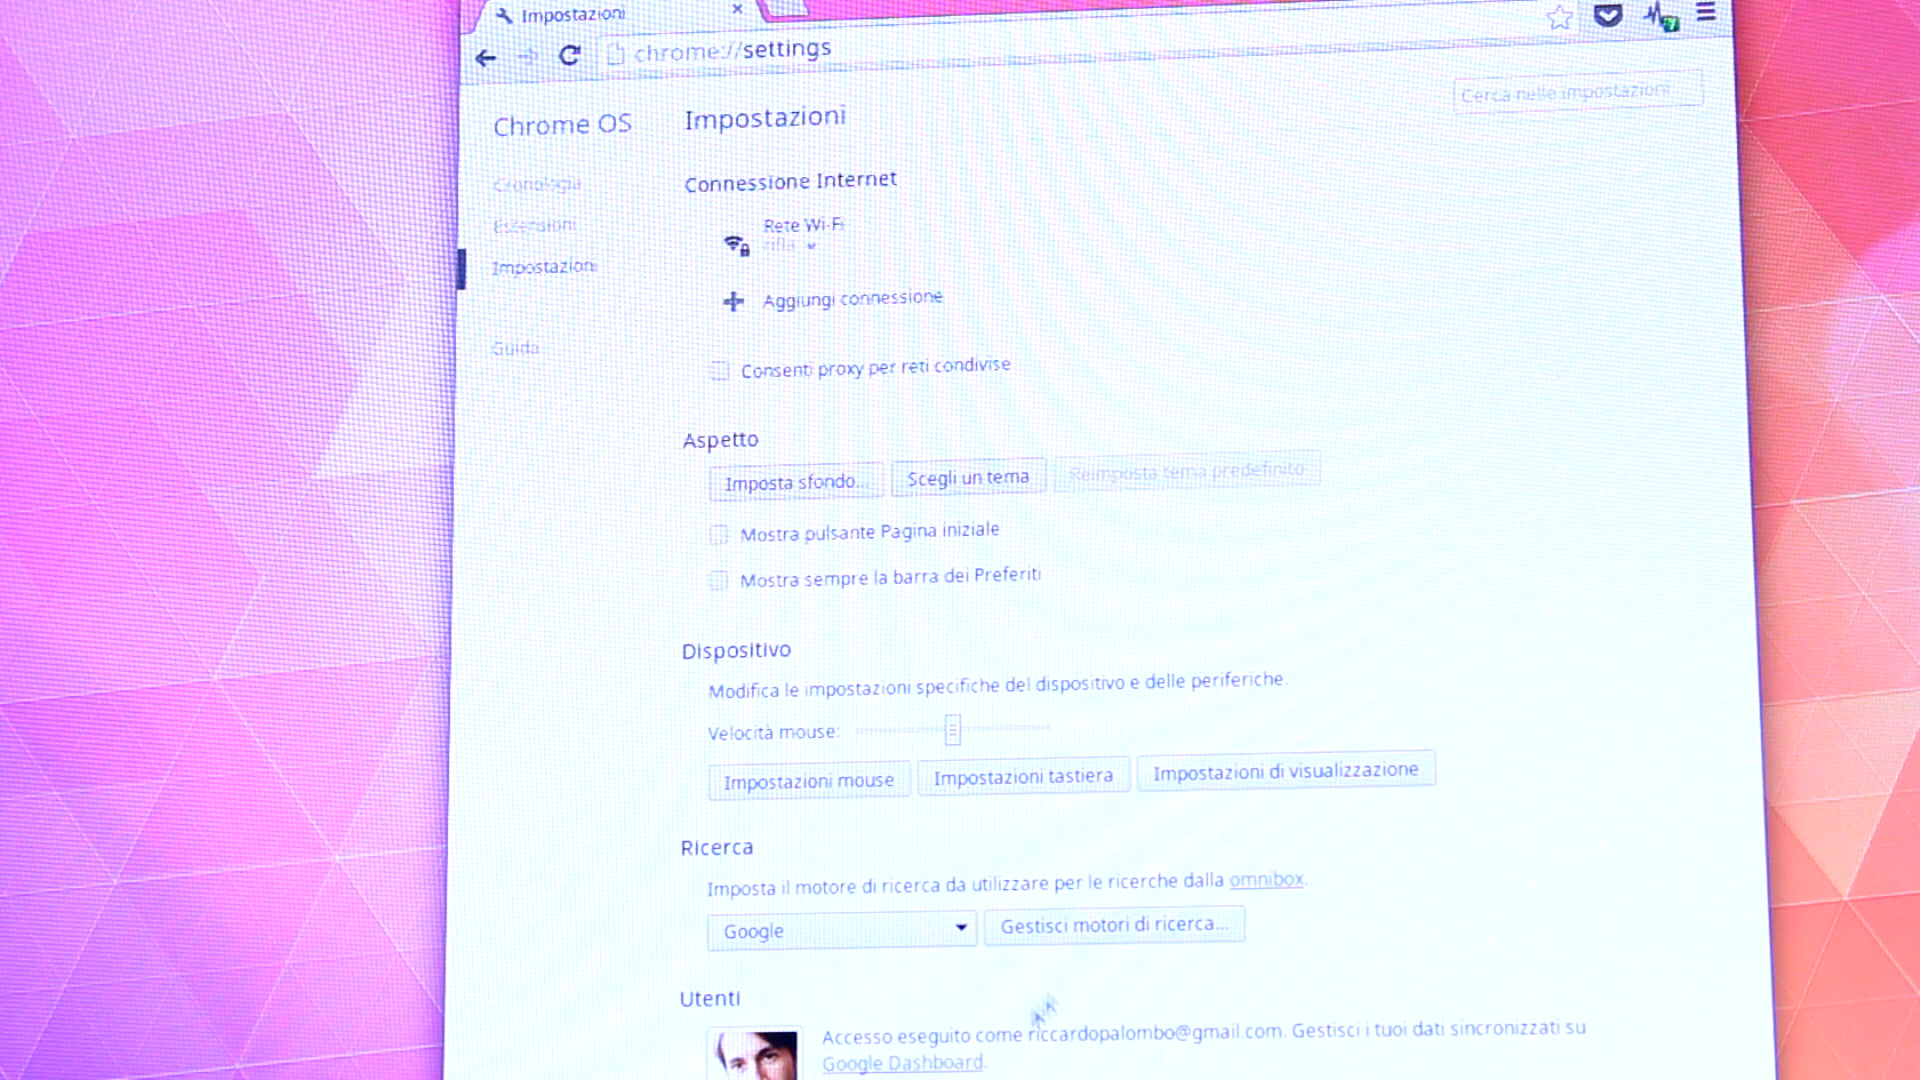 Impostazioni
chrome://settings
Chrome OS
Impostazioni
Cerca nelle impostazioni
Cronologia
Estensioni
Impostazioni
Guida
Connessione Internet
Rete Wi-Fi
Aggiungi connessione
Consenti proxy per reti condivise
Aspetto
Imposta sfondo...
Scegli un tema
Reimposta tema predefinito
Mostra pulsante Pagina iniziale
Mostra sempre la barra dei Preferiti
Dispositivo
Modifica le impostazioni specifiche del dispositivo e delle periferiche.
Velocità mouse:
Impostazioni mouse
Impostazioni tastiera
Impostazioni di visualizzazione
Ricerca
Imposta il motore di ricerca da utilizzare per le ricerche dalla omnibox.
Google
Gestisci motori di ricerca...
Utenti
Accesso eseguito come riccardopalombo@gmail.com. Gestisci i tuoi dati sincronizzati su
Google Dashboard.